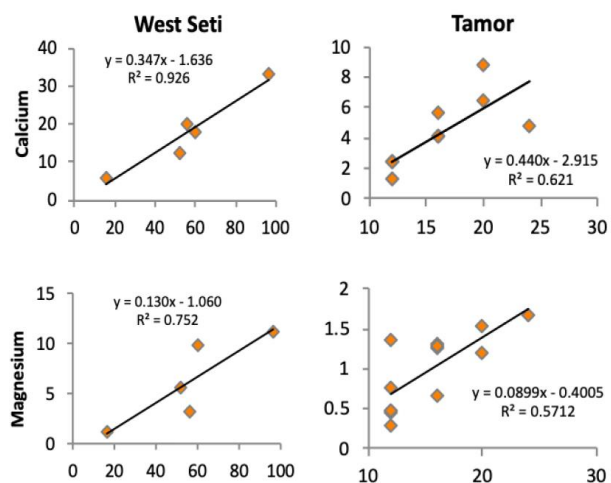 West Seti
Tamor
Calcium
40
30
20
10
0
y = 0.347x - 1.636
R² = 0.926
0 20 40 60 80 100
10
8
6
4
2
0
y = 0.440x - 2.915
R² = 0.621
10 15 20 25 30
Magnesium
15
10
5
0
y = 0.130x - 1.060
R² = 0.752
0 20 40 60 80 100
2
1.5
1
0.5
0
y = 0.0899x - 0.4005
R² = 0.5712
10 20 30